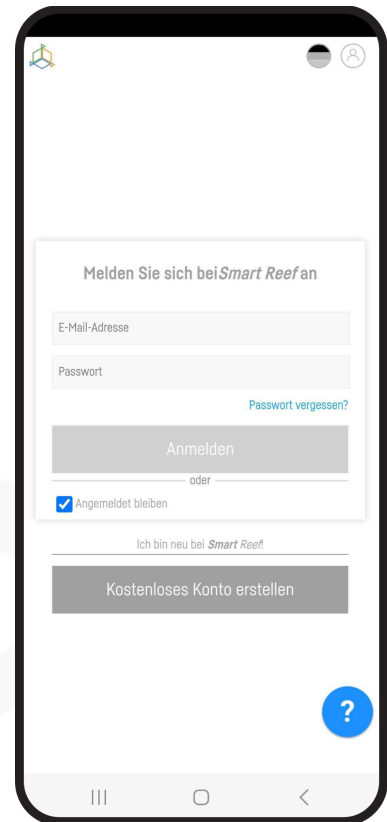 Melden Sie sich bei Smart Reef an
E-Mail-Adresse
Passwort
Passwort vergessen?
Anmelden
oder
Angemeldet bleiben
Ich bin neu bei Smart Reef!
Kostenloses Konto erstellen
?